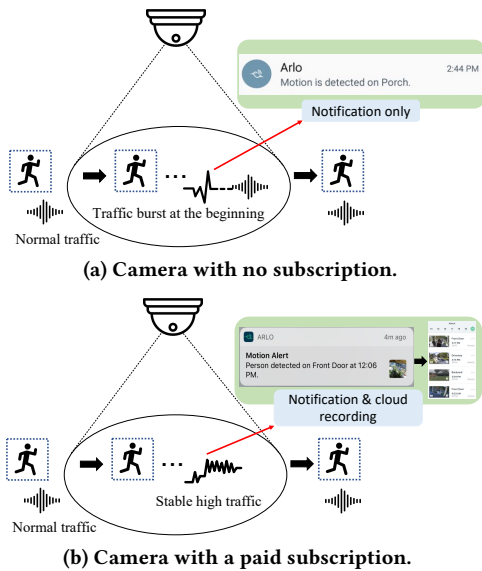 Arlo
2:44 PM
Motion is detected on Porch.
Notification only
...
Traffic burst at the beginning
Normal traffic
(a) Camera with no subscription.
ARLO
4m ago
Motion Alert
Person detected on Front Door at 12:06
PM.
Notification & cloud
recording
...
Stable high traffic
Normal traffic
(b) Camera with a paid subscription.